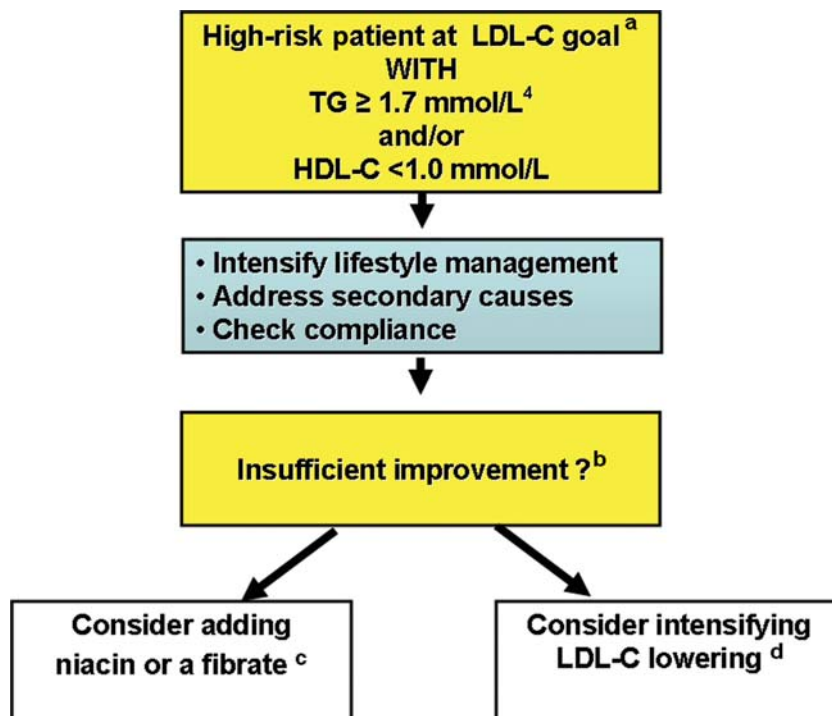 High-risk patient at LDL-C goal a
WITH
TG ≥ 1.7 mmol/L4
and/or
HDL-C <1.0 mmol/L
• Intensify lifestyle management
• Address secondary causes
• Check compliance
Insufficient improvement ?b
Consider adding
niacin or a fibrate c
Consider intensifying
LDL-C lowering d